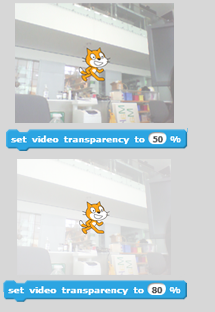 set video transparency to 50 %
set video transparency to 80 %